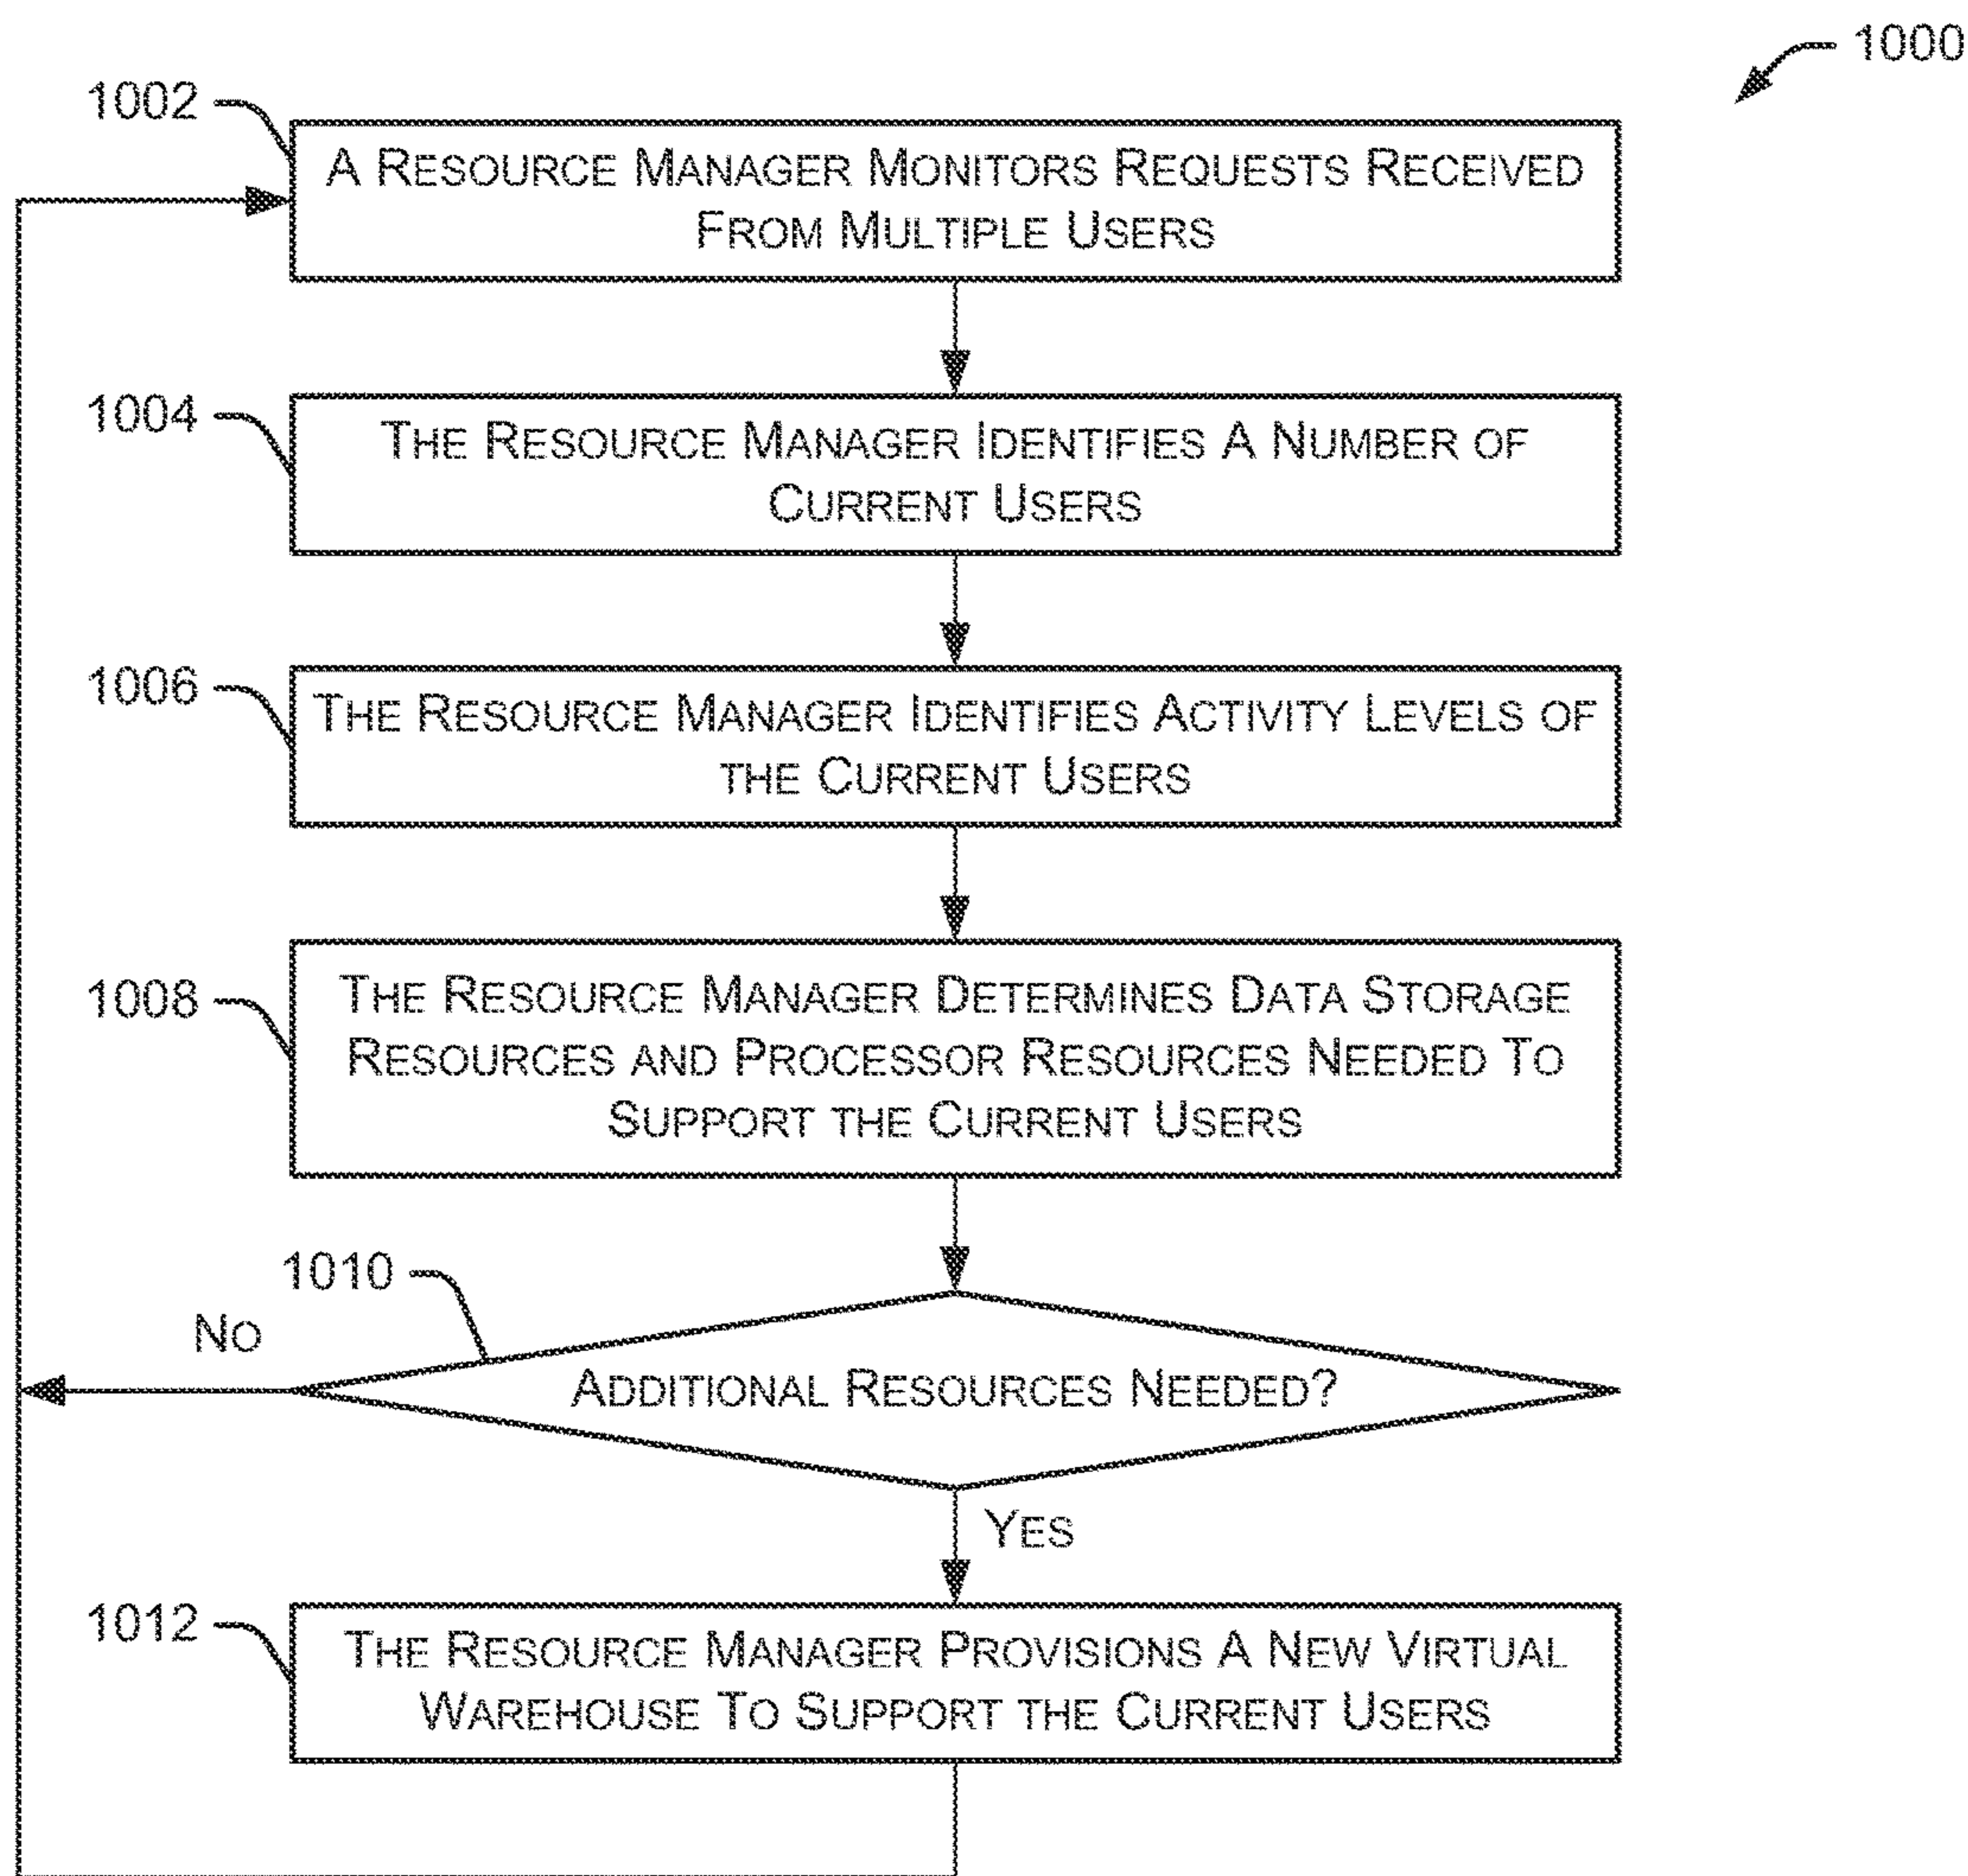 1000
1002
A RESOURCE MANAGER MONITORS REQUESTS RECEIVED
FROM MULTIPLE USERS
1004
THE RESOURCE MANAGER IDENTIFIES A NUMBER OF
CURRENT USERS
1006
THE RESOURCE MANAGER IDENTIFIES ACTIVITY LEVELS OF
THE CURRENT USERS
1008
THE RESOURCE MANAGER DETERMINES DATA STORAGE
RESOURCES AND PROCESSOR RESOURCES NEEDED TO
SUPPORT THE CURRENT USERS
1010
NO
ADDITIONAL RESOURCES NEEDED?
YES
1012
THE RESOURCE MANAGER PROVISIONS A NEW VIRTUAL
WAREHOUSE TO SUPPORT THE CURRENT USERS